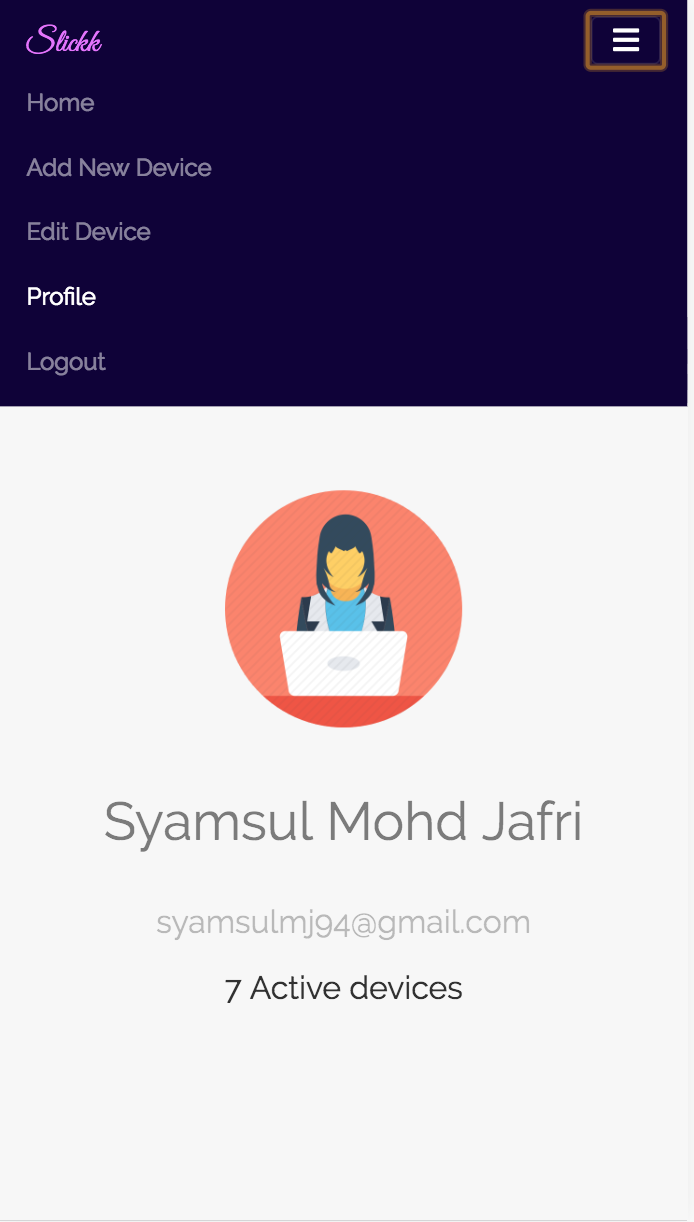 Slickk
Home
Add New Device
Edit Device
Profile
Logout
Syamsul Mohd Jafri
syamsulmj94@gmail.com
7 Active devices